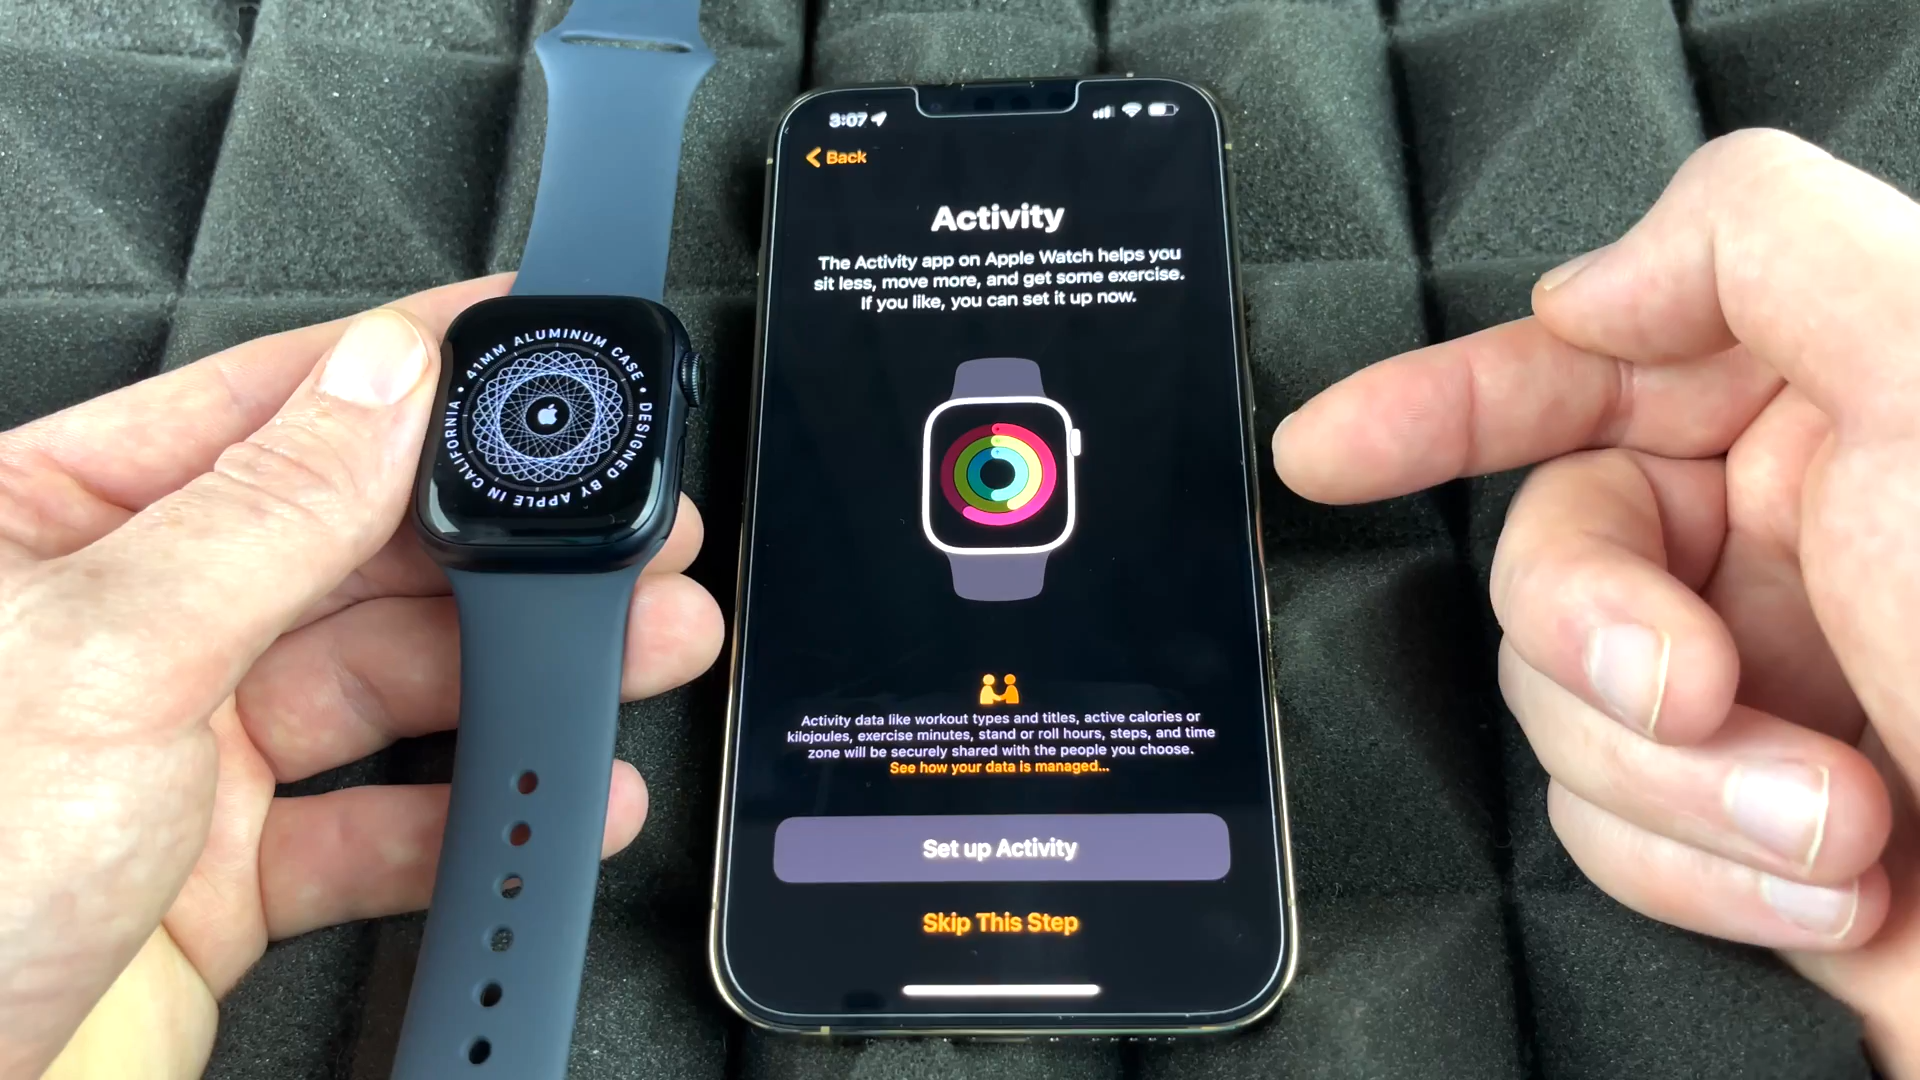 41MM ALUMINUM CASE • DESIGNED BY APPLE IN CALIFORNIA •
3:07
Back
Activity
The Activity app on Apple Watch helps you
sit less, move more, and get some exercise.
If you like, you can set it up now.
Activity data like workout types and titles, active calories or
kilojoules, exercise minutes, stand or roll hours, steps, and time
zone will be securely shared with the people you choose.
See how your data is managed...
Set up Activity
Skip This Step